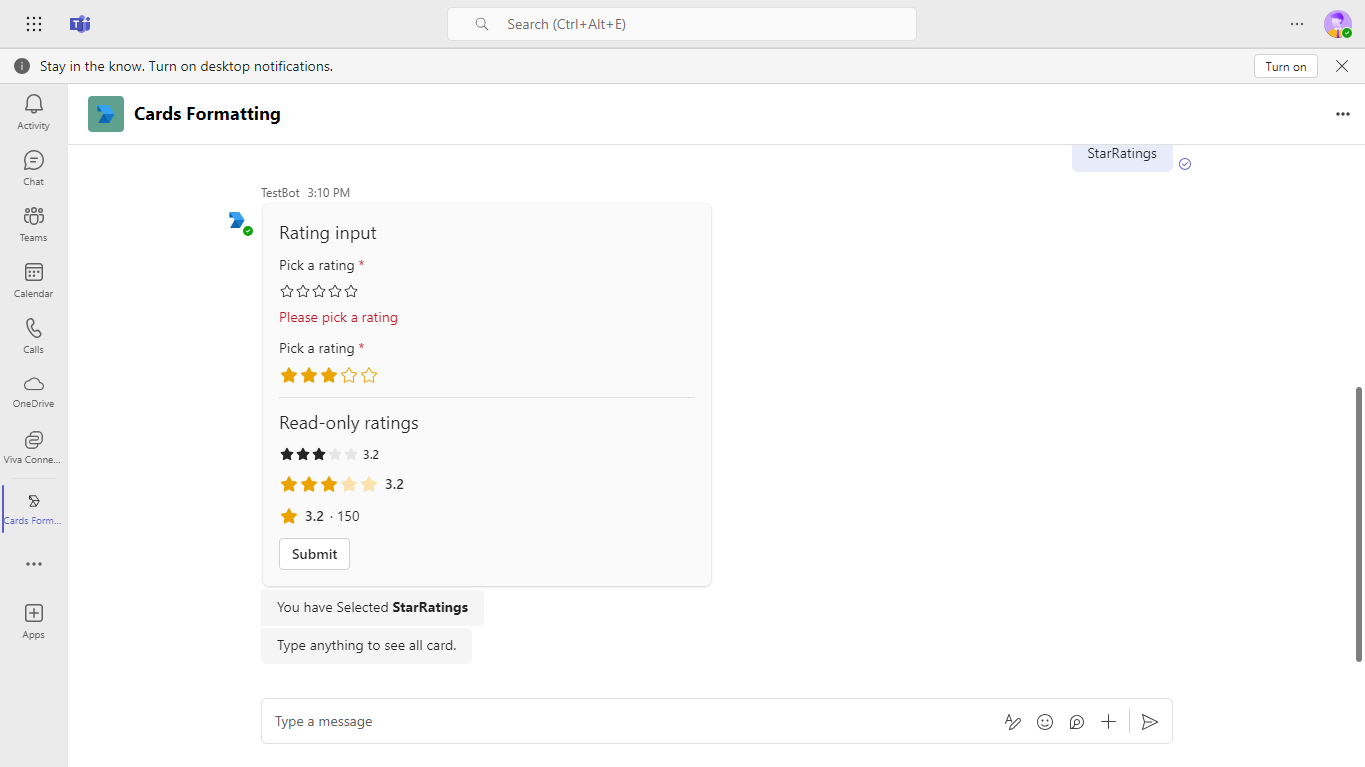 Search (Ctrl+Alt+E)
Stay in the know. Turn on desktop notifications.
Turn on
Activity
Chat
Teams
Calendar
Calls
OneDrive
Viva Conne...
Cards Form...
Apps
Cards Formatting
StarRatings
TestBot 3:10 PM
Rating input
Pick a rating *
Please pick a rating
Pick a rating *
Read-only ratings
3.2
3.2
3.2 · 150
Submit
You have Selected StarRatings
Type anything to see all card.
Type a message